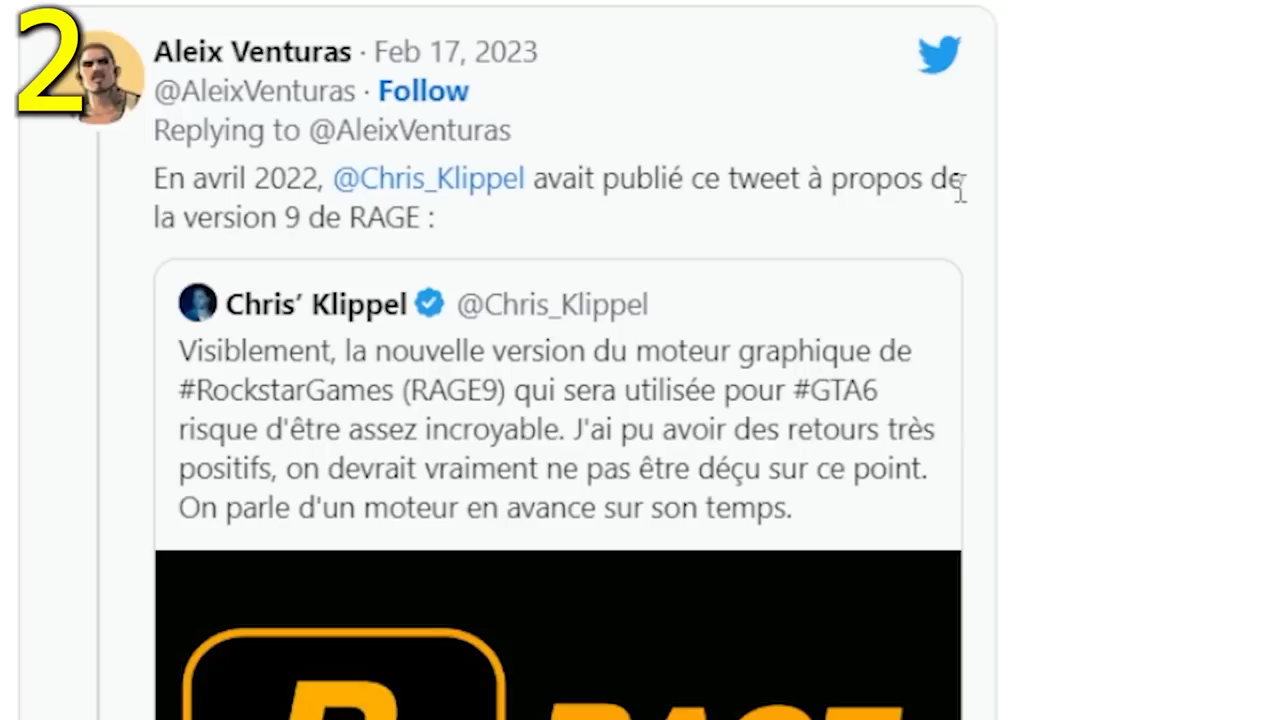 2
Aleix Venturas · Feb 17, 2023
@AleixVenturas · Follow
Replying to @AleixVenturas
En avril 2022, @Chris_Klippel avait publié ce tweet à propos de
la version 9 de RAGE :
Chris’ Klippel @Chris_Klippel
Visiblement, la nouvelle version du moteur graphique de
#RockstarGames (RAGE9) qui sera utilisée pour #GTA6
risque d'être assez incroyable. J'ai pu avoir des retours très
positifs, on devrait vraiment ne pas être déçu sur ce point.
On parle d'un moteur en avance sur son temps.
R RAGE